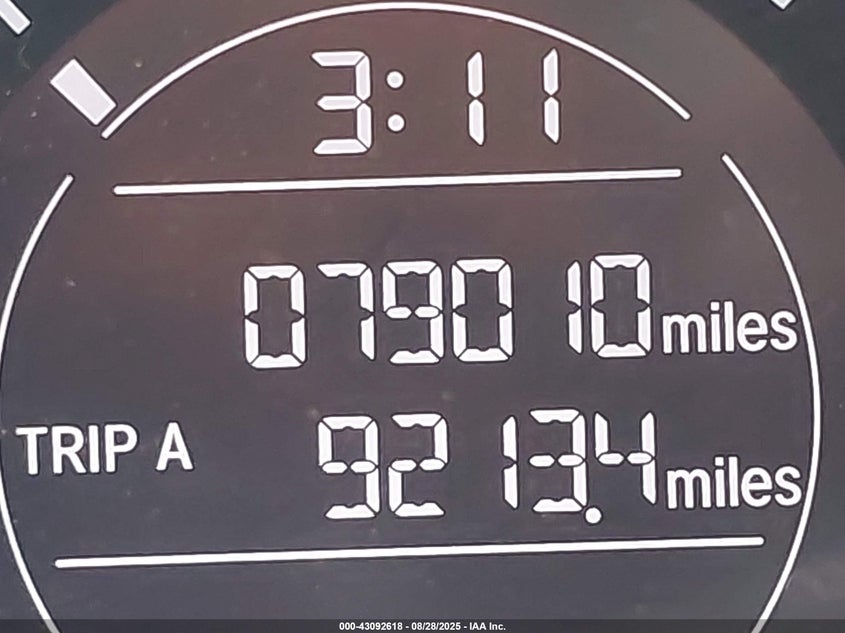 3:11
079010 miles
TRIP A 9213.4 miles
000-43092618 - 08/28/2025 - IAA Inc.